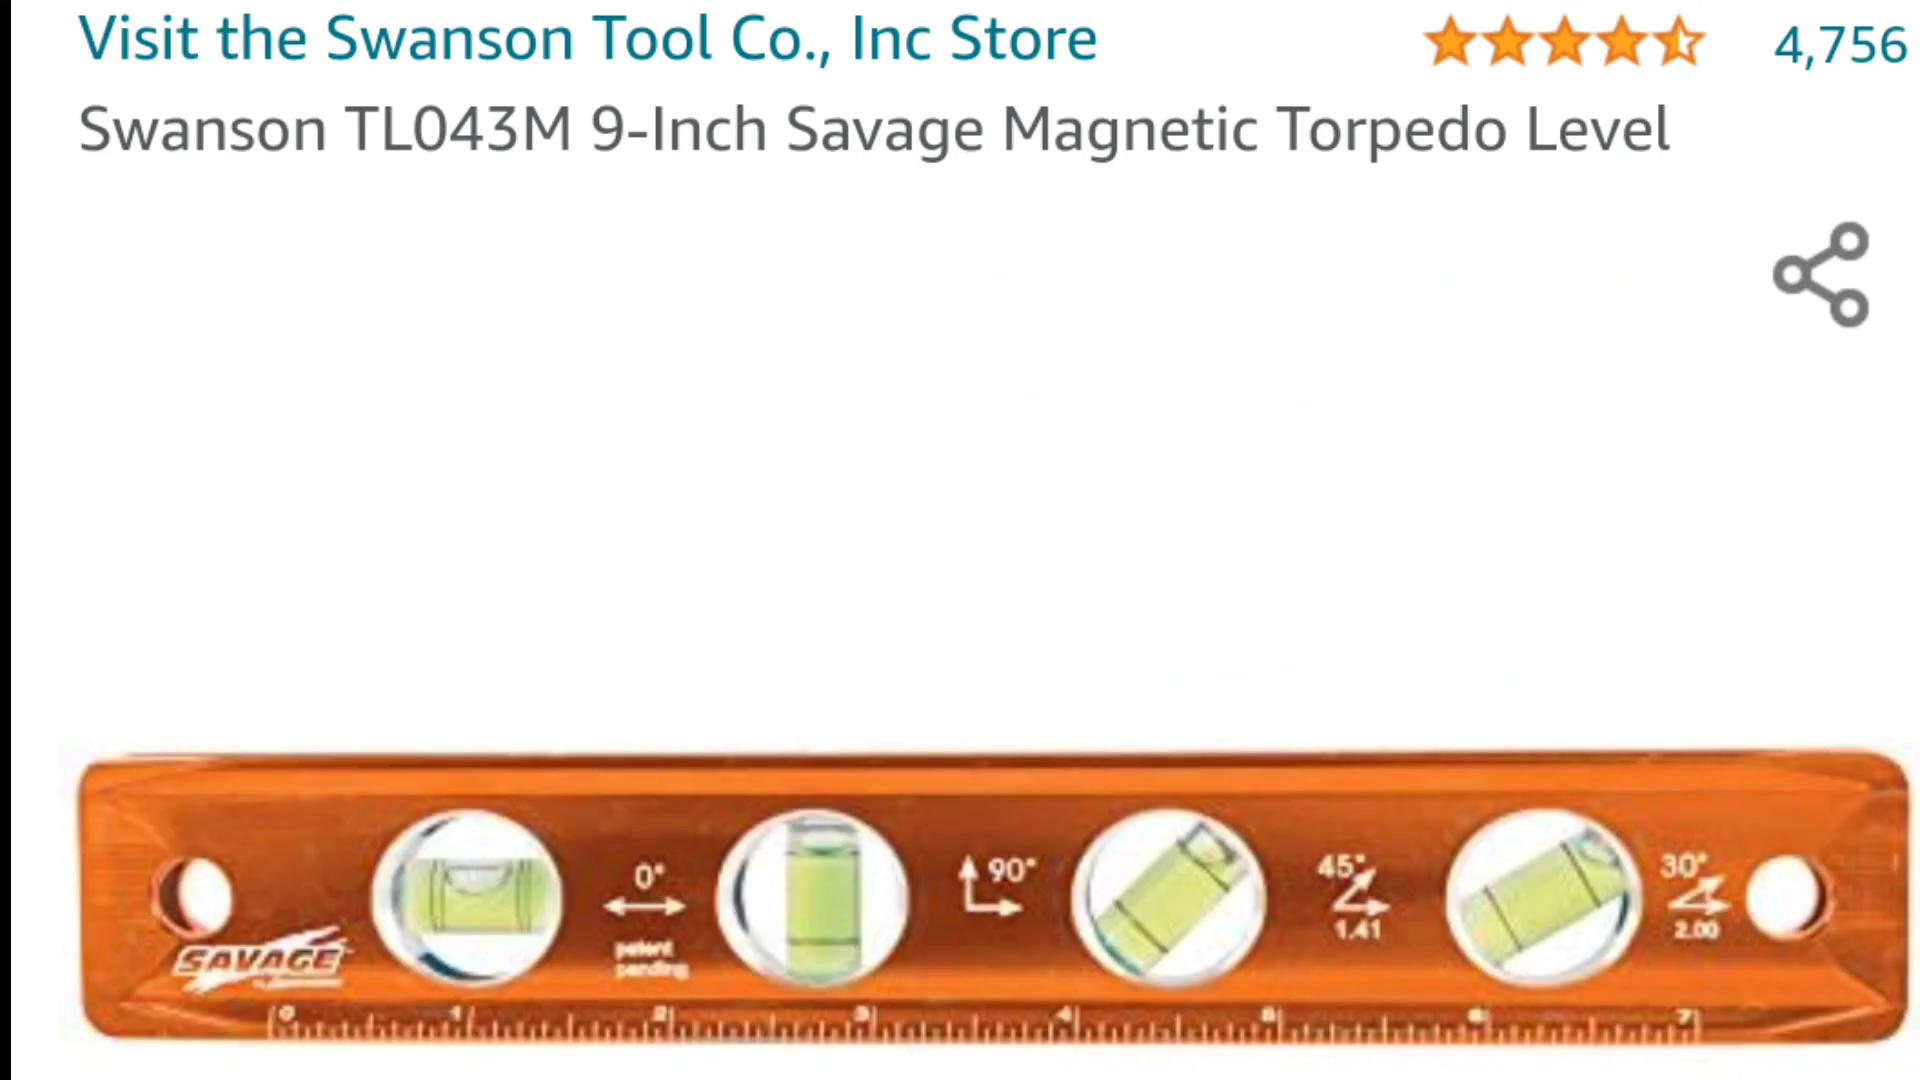 Visit the Swanson Tool Co., Inc Store 4,756
Swanson TL043M 9-Inch Savage Magnetic Torpedo Level
0° 90° 45° 30°
1.41 2.00
patent
pending
SAVAGE
0 1 2 3 4 5 6 7